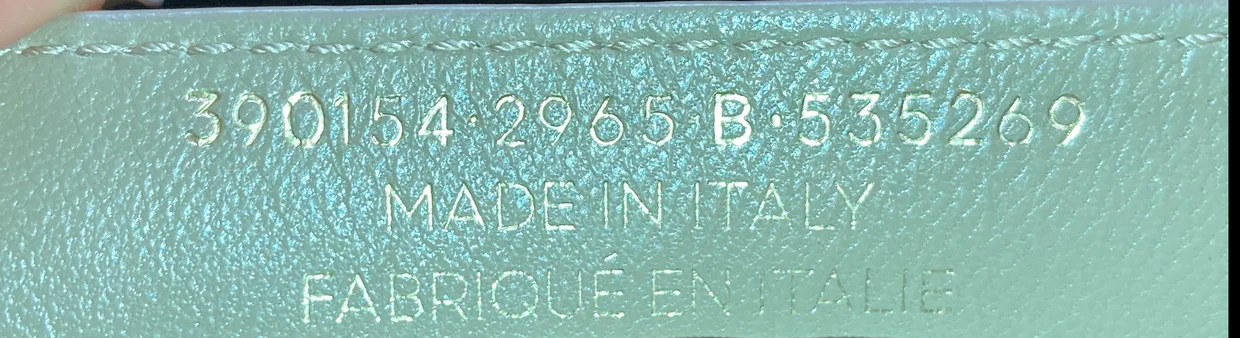 390154·2965·B·535269
MADE IN ITALY
FABRIQUÉ EN ITALIE